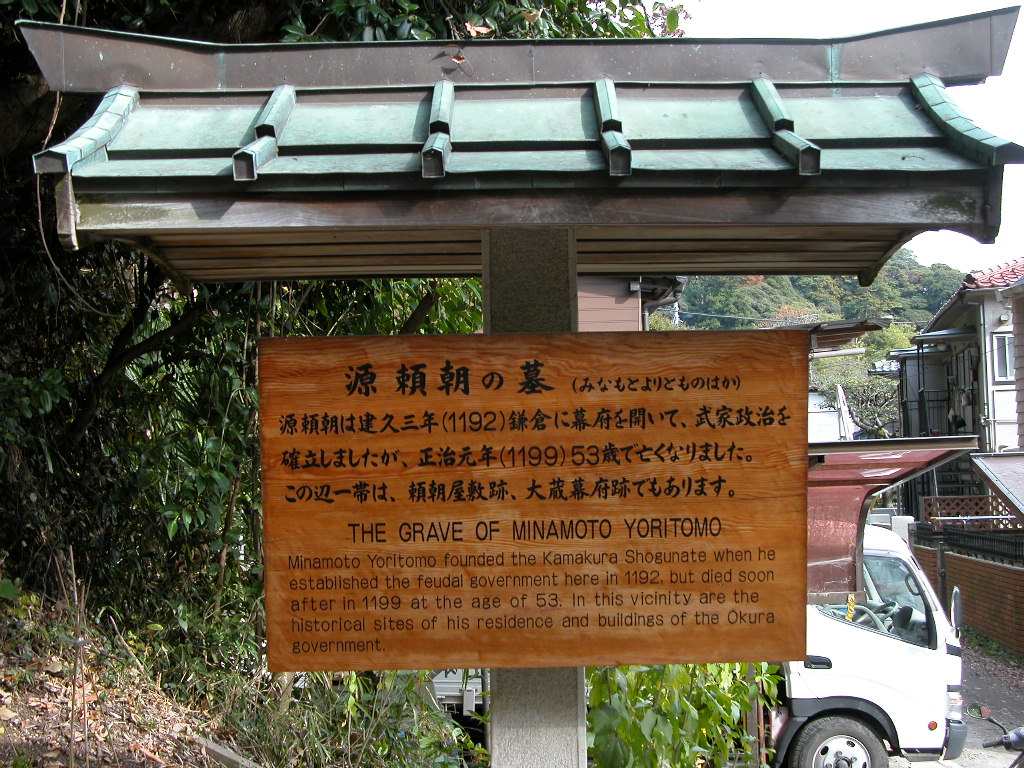 源頼朝の墓 (みなもとよりとものはか)
源頼朝は建久三年(1192)鎌倉に幕府を開いて、武家政治を
確立しましたが、正治元年(1199)53歳で亡くなりました。
この辺一帯は、頼朝屋敷跡、大蔵幕府跡でもあります。
THE GRAVE OF MINAMOTO YORITOMO
Minamoto Yoritomo founded the Kamakura Shogunate when he
established the feudal government here in 1192, but died soon
after in 1199 at the age of 53. In this vicinity are the
historical sites of his residence and buildings of the Okura
government.